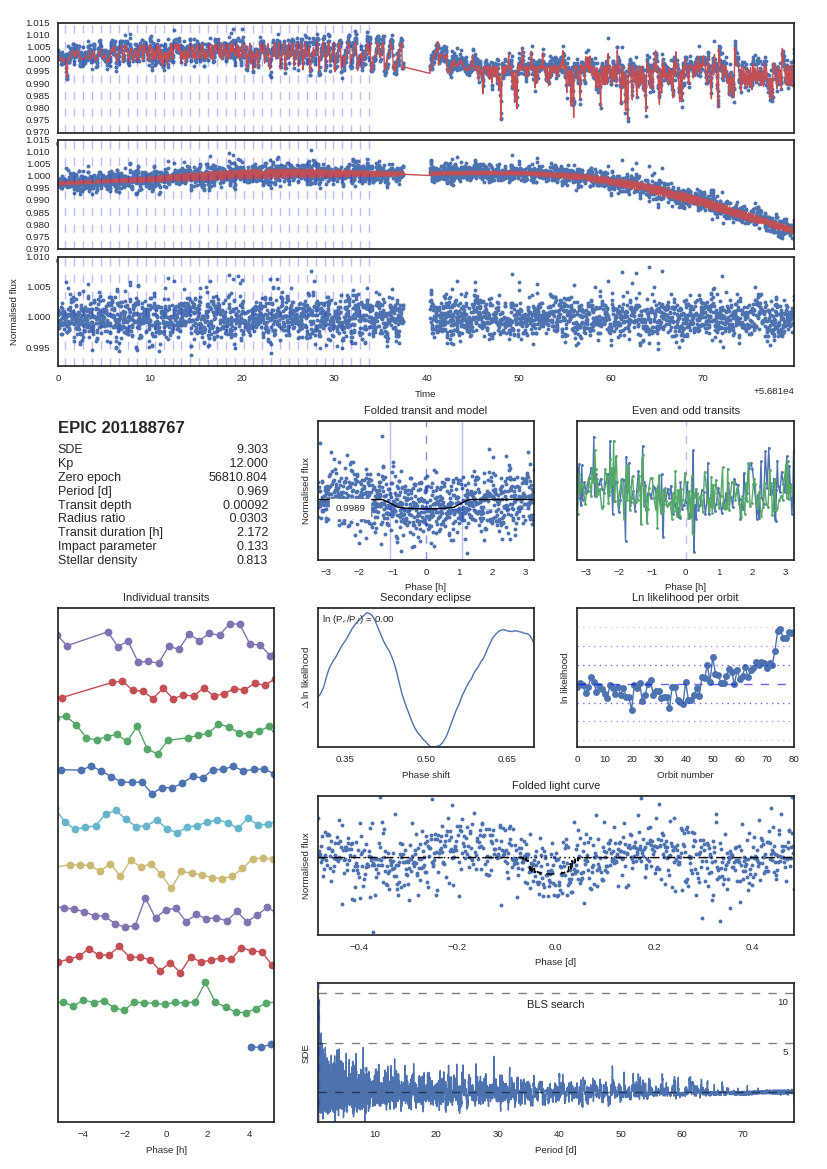 1.015
1.010
1.005
1.000
0.995
0.990
0.985
0.980
0.975
0.970
1.015
1.010
1.005
1.000
0.995
0.990
0.985
0.980
0.975
0.970
1.010
1.005
1.000
0.995
Normalised flux
0 10 20 30 40 50 60 70
Time
+5.681e4
EPIC 201188767
SDE 9.303
Kp 12.000
Zero epoch 56810.804
Period [d] 0.969
Transit depth 0.00092
Radius ratio 0.0303
Transit duration [h] 2.172
Impact parameter 0.133
Stellar density 0.813
Folded transit and model
Normalised flux
0.9989
−3 −2 −1 0 1 2 3
Phase [h]
Even and odd transits
−3 −2 −1 0 1 2 3
Phase [h]
Individual transits
−4 −2 0 2 4
Phase [h]
Secondary eclipse
Δ ln likelihood
0.35 0.50 0.65
Phase shift
Ln likelihood per orbit
ln likelihood
0 10 20 30 40 50 60 70 80
Orbit number
Folded light curve
Normalised flux
−0.4 −0.2 0.0 0.2 0.4
Phase [d]
BLS search
10
5
SDE
10 20 30 40 50 60 70
Period [d]